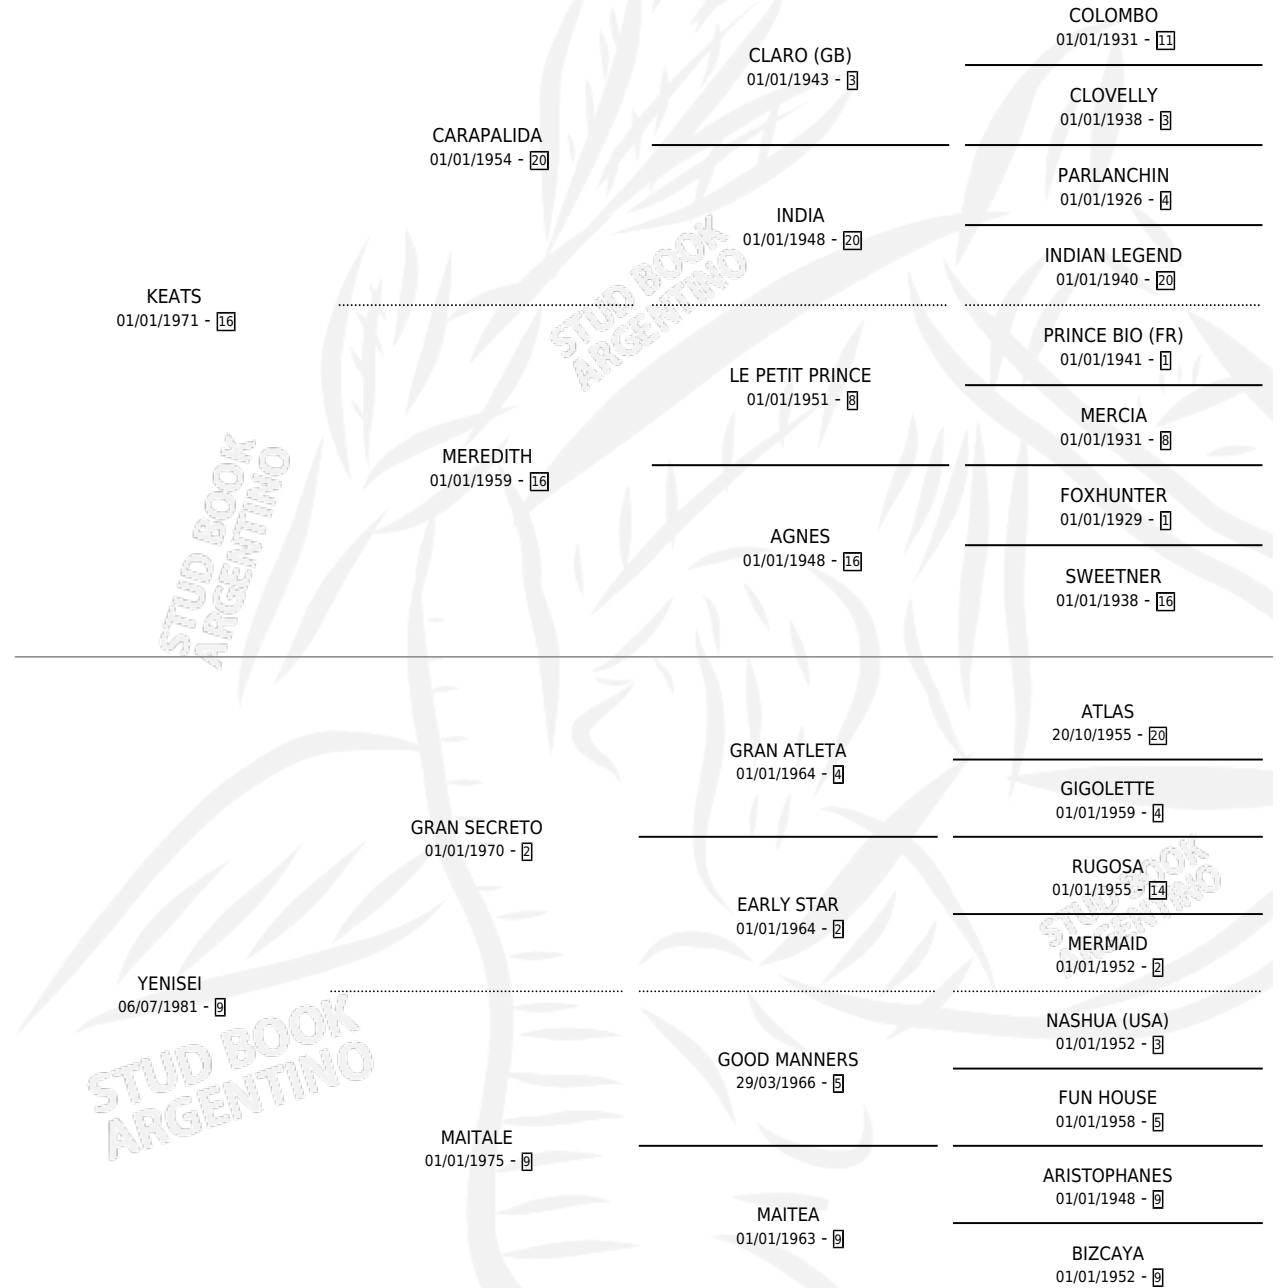 COLOMBO
01/01/1931 - 11
CLARO (GB)
01/01/1943 - 3
CLOVELLY
01/01/1938 - 3
CARAPALIDA
01/01/1954 - 20
PARLANCHIN
01/01/1926 - 4
INDIA
01/01/1948 - 20
INDIAN LEGEND
01/01/1940 - 20
KEATS
01/01/1971 - 16
PRINCE BIO (FR)
01/01/1941 - 1
LE PETIT PRINCE
01/01/1951 - 8
MERCIA
01/01/1931 - 8
MEREDITH
01/01/1959 - 16
FOXHUNTER
01/01/1929 - 1
AGNES
01/01/1948 - 16
SWEETNER
01/01/1938 - 16
ATLAS
20/10/1955 - 20
GRAN ATLETA
01/01/1964 - 4
GIGOLETTE
01/01/1959 - 4
GRAN SECRETO
01/01/1970 - 2
RUGOSA
01/01/1955 - 14
EARLY STAR
01/01/1964 - 2
MERMAID
01/01/1952 - 2
YENISEI
06/07/1981 - 9
NASHUA (USA)
01/01/1952 - 3
GOOD MANNERS
29/03/1966 - 5
FUN HOUSE
01/01/1958 - 5
MAITALE
01/01/1975 - 9
ARISTOPHANES
01/01/1948 - 9
MAITEA
01/01/1963 - 9
BIZCAYA
01/01/1952 - 9
STUD BOOK
ARGENTINO
STUD BOOK
ARGENTINO
STUD BOOK
ARGENTINO
STUD BOOK
ARGENTINO